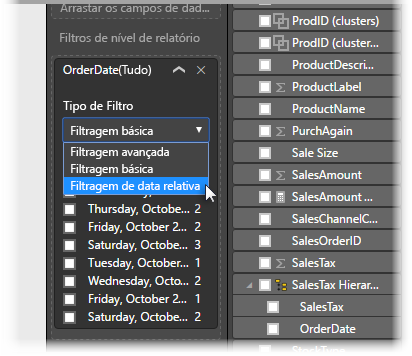 Arrastar os campos de dad...
Filtros de nível de relatório
OrderDate(Tudo)
Tipo de Filtro
Filtragem básica
Filtragem avançada
Filtragem básica
Filtragem de data relativa
Thursday, Octobe... 2
Friday, October 2... 2
Saturday, Octobe... 3
Tuesday, October... 1
Wednesday, Octo... 2
Friday, October 2... 1
Saturday, Octobe... 2
ProdID (clusters)
ProdID (cluster...
ProductDescri...
ProductLabel
ProductName
PurchAgain
Sale Size
SalesAmount
SalesAmount ...
SalesChannelC...
SalesOrderID
SalesTax
SalesTax Hierar...
SalesTax
OrderDate